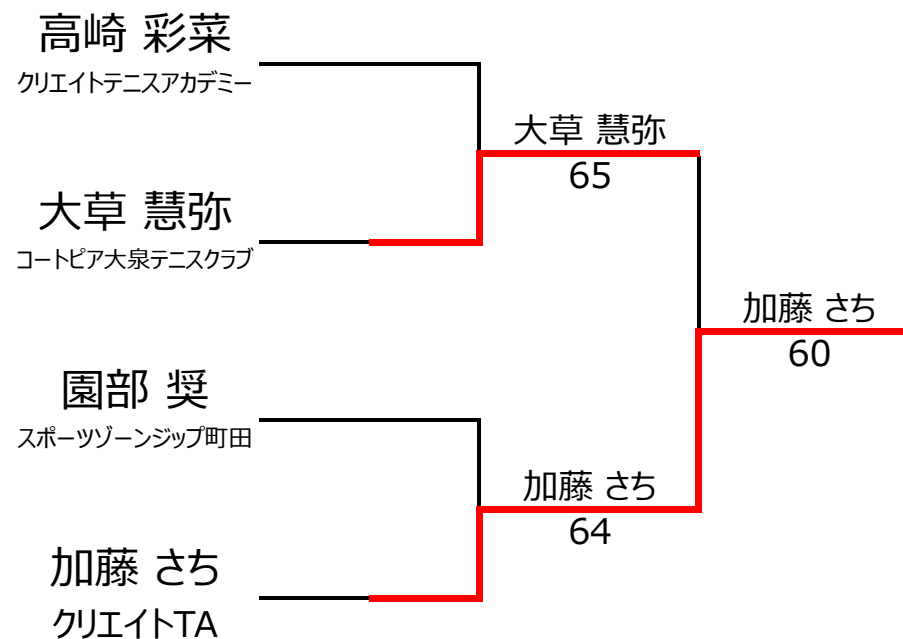 高崎 彩菜
クリエイトテニスアカデミー
大草 慧弥
65
大草 慧弥
コートピア大泉テニスクラブ
加藤 さち
60
園部 奨
スポーツゾーンジップ町田
加藤 さち
64
加藤 さち
クリエイトTA